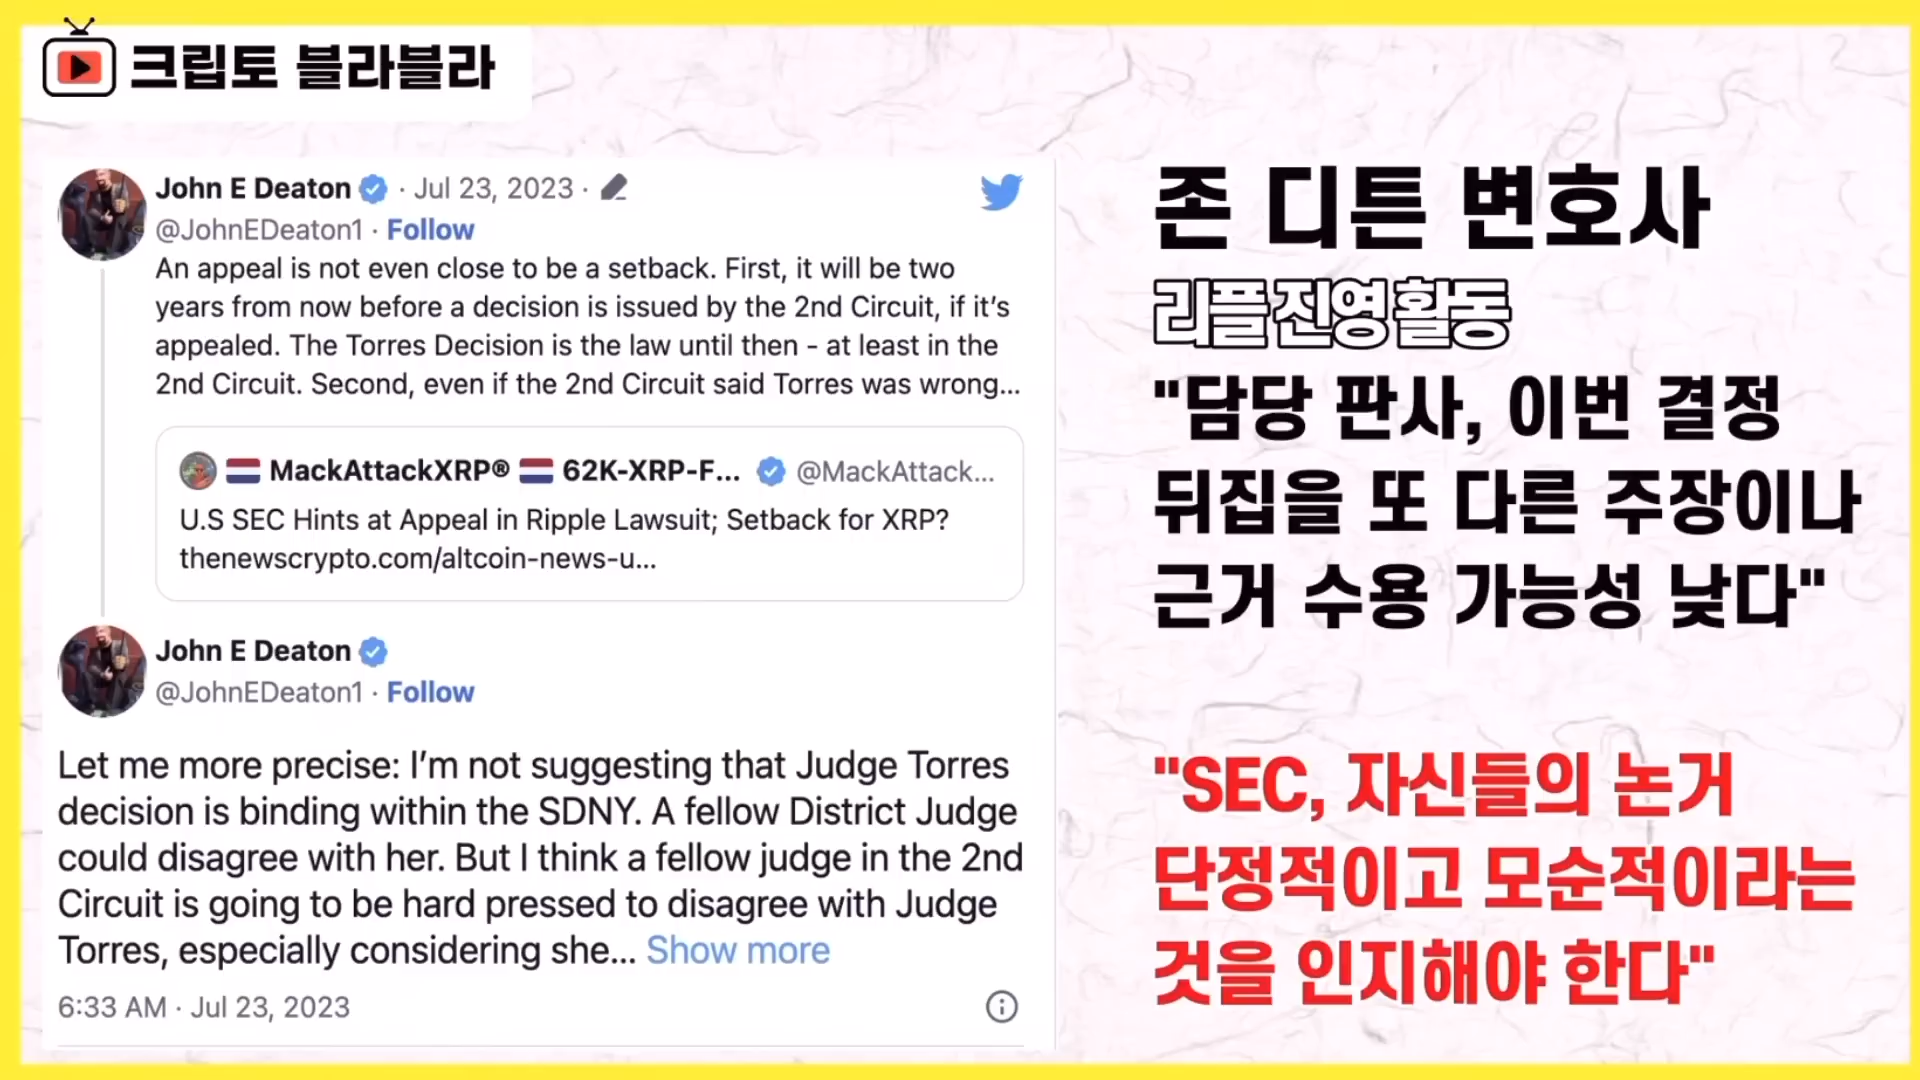 크립토 블라블라
John E Deaton · Jul 23, 2023 ·
@JohnEDeaton1 · Follow
An appeal is not even close to be a setback. First, it will be two
years from now before a decision is issued by the 2nd Circuit, if it’s
appealed. The Torres Decision is the law until then - at least in the
2nd Circuit. Second, even if the 2nd Circuit said Torres was wrong...
MackAttackXRP® 62K-XRP-F... @MackAttack...
U.S SEC Hints at Appeal in Ripple Lawsuit; Setback for XRP?
thenewscrypto.com/altcoin-news-u...
John E Deaton
@JohnEDeaton1 · Follow
Let me more precise: I’m not suggesting that Judge Torres
decision is binding within the SDNY. A fellow District Judge
could disagree with her. But I think a fellow judge in the 2nd
Circuit is going to be hard pressed to disagree with Judge
Torres, especially considering she... Show more
6:33 AM · Jul 23, 2023
존 디튼 변호사
리플 진영 활동
"담당 판사, 이번 결정
뒤집을 또 다른 주장이나
근거 수용 가능성 낮다"
"SEC, 자신들의 논거
단정적이고 모순적이라는
것을 인지해야 한다"